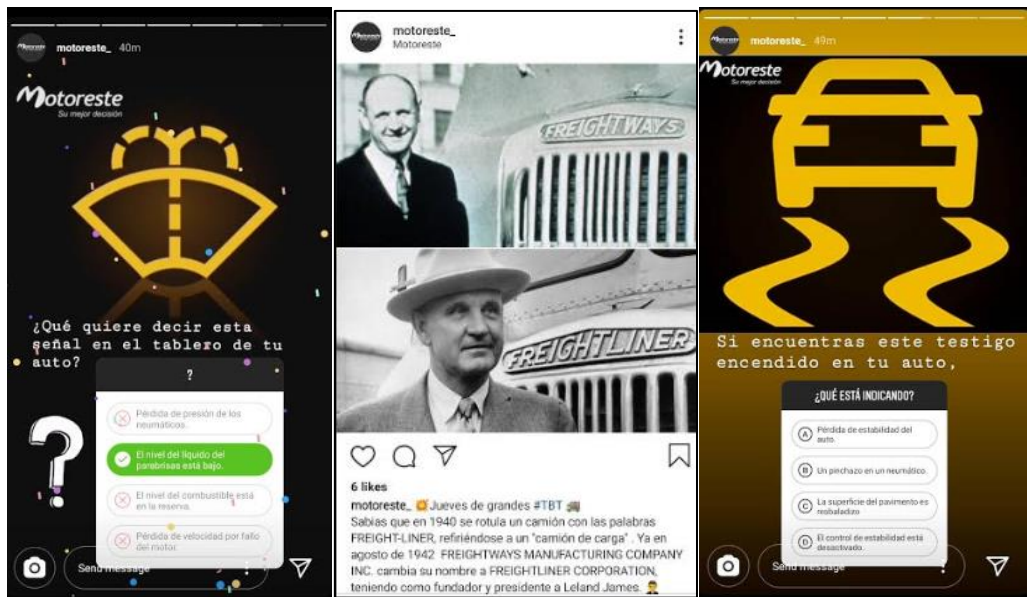 motoreste_ 40m
Motoreste
Su mejor decisión
¿Qué quiere decir esta
señal en el tablero de tu
auto?
?
Pérdida de presión de los
neumáticos.
El nivel del líquido del
parabrisas está bajo.
El nivel del combustible está
en la reserva.
Pérdida de velocidad por fallo
del motor.
?
Send message
motoreste_
Motoreste
FREIGHTWAYS
FREIGHTLINER
6 likes
motoreste_ 💥Jueves de grandes #TBT 🚛
Sabias que en 1940 se rotula un camión con las palabras
FREIGHT-LINER, refiriéndose a un "camión de carga" . Ya en
agosto de 1942 FREIGHTWAYS MANUFACTURING COMPANY
INC. cambia su nombre a FREIGHTLINER CORPORATION,
teniendo como fundador y presidente a Leland James.
motoreste_ 49m
Motoreste
Su mejor decisión
Si encuentras este testigo
encendido en tu auto,
¿QUÉ ESTÁ INDICANDO?
A Pérdida de estabilidad del
auto.
B Un pinchazo en un neumático.
C La superficie del pavimento es
resbaladizo
D El control de estabilidad está
desactivado.
Send message